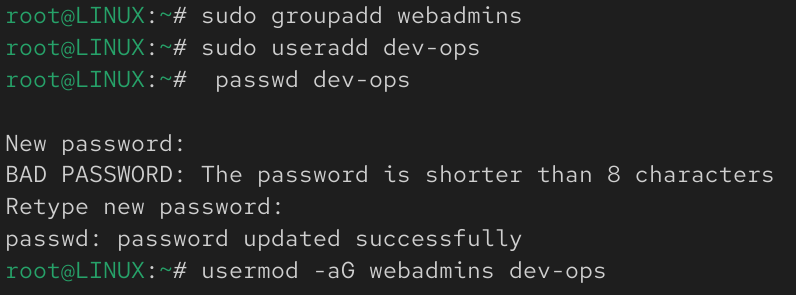 root@LINUX:~# sudo groupadd webadmins
root@LINUX:~# sudo useradd dev-ops
root@LINUX:~#  passwd dev-ops

New password:
BAD PASSWORD: The password is shorter than 8 characters
Retype new password:
passwd: password updated successfully
root@LINUX:~# usermod -aG webadmins dev-ops